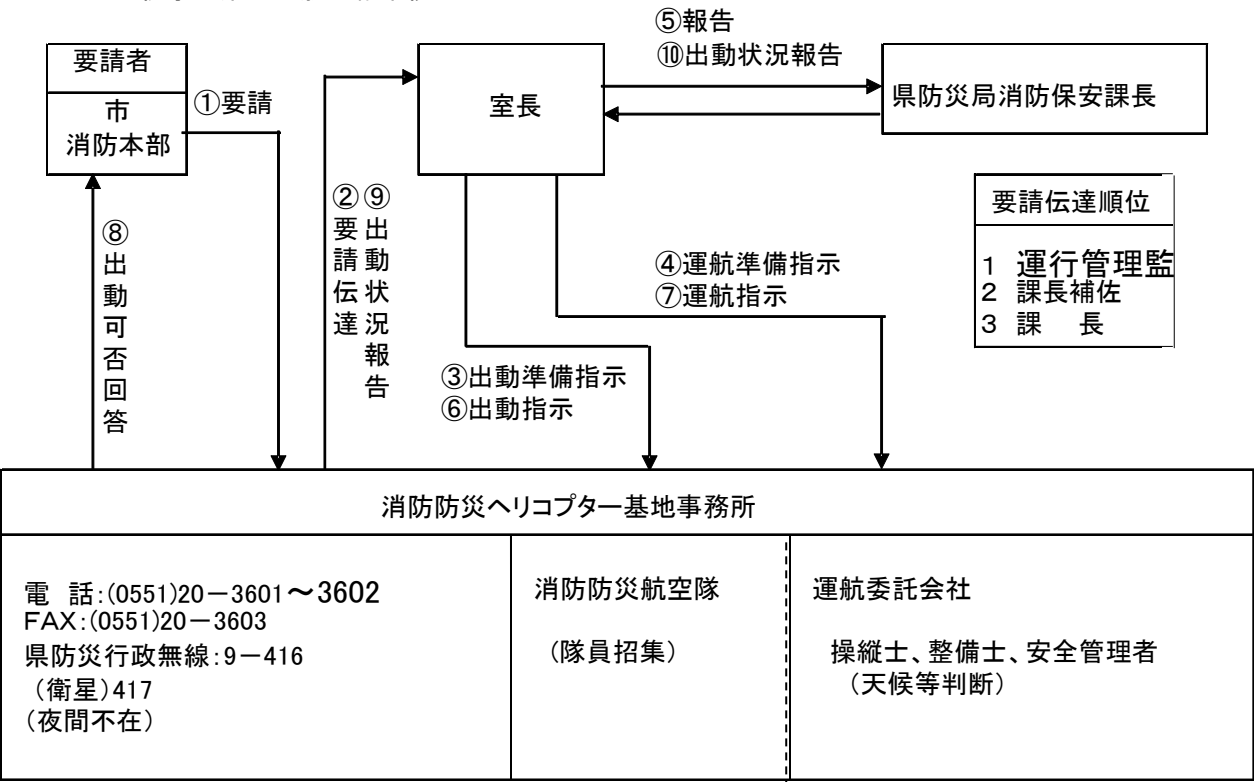 要請者
市
消防本部
①要請
室長
⑤報告
⑩出動状況報告
県防災局消防保安課長
要請伝達順位
1 運行管理監
2 課長補佐
3 課 長
⑧出動可否回答
②要請伝達
⑨出動状況報告
④運航準備指示
⑦運航指示
③出動準備指示
⑥出動指示
消防防災ヘリコプター基地事務所
電 話:(0551)20-3601~3602
FAX:(0551)20-3603
県防災行政無線:9-416
(衛星)417
(夜間不在)
消防防災航空隊
(隊員招集)
運航委託会社
操縦士、整備士、安全管理者
(天候等判断)